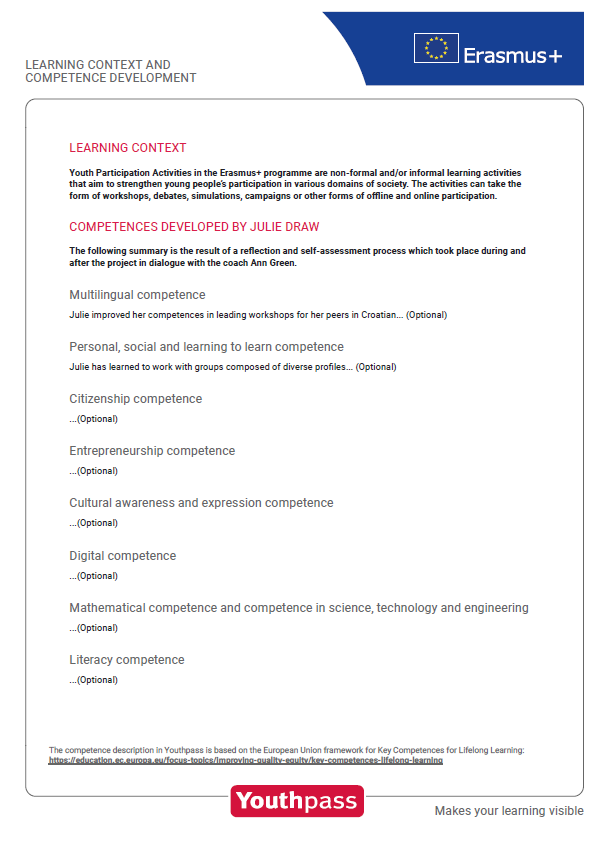 Erasmus+
LEARNING CONTEXT AND
COMPETENCE DEVELOPMENT
LEARNING CONTEXT
Youth Participation Activities in the Erasmus+ programme are non-formal and/or informal learning activities
that aim to strengthen young people's participation in various domains of society. The activities can take the
form of workshops, debates, simulations, campaigns or other forms of offline and online participation.
COMPETENCES DEVELOPED BY JULIE DRAW
The following summary is the result of a reflection and self-assessment process which took place during and
after the project in dialogue with the coach Ann Green.
Multilingual competence
Julie improved her competences in leading workshops for her peers in Croatian... (Optional)
Personal, social and learning to learn competence
Julie has learned to work with groups composed of diverse profiles... (Optional)
Citizenship competence
...(Optional)
Entrepreneurship competence
...(Optional)
Cultural awareness and expression competence
...(Optional)
Digital competence
...(Optional)
Mathematical competence and competence in science, technology and engineering
...(Optional)
Literacy competence
...(Optional)
The competence description in Youthpass is based on the European Union framework for Key Competences for Lifelong Learning:
https://education.ec.europa.eu/focus-topics/improving-quality-equity/key-competences-lifelong-learning
Youthpass
Makes your learning visible